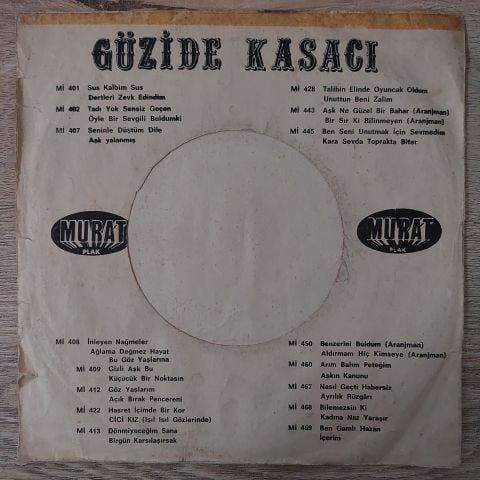 GÜZİDE KASACI
Mİ 401 Sus Kalbim Sus
Dertleri Zevk Edindim
Mİ 402 Tadı Yok Sensiz Geçen
Öyle Bir Sevgili Buldumki
Mİ 407 Seninle Düştüm Dile
Aşk yalanmış
Mİ 428 Talihin Elinde Oyuncak Oldum
Unuttun Beni Zalim
Mİ 443 Aşk Ne Güzel Bir Bahar (Aranjman)
Bir Sır Ki Bilinmeyen (Aranjman)
Mİ 445 Ben Seni Unutmak İçin Sevmedim
Kara Sevda Toprakta Biter
MURAT
PLAK
MURAT
PLAK
Mİ 408 İnleyen Nağmeler
Ağlama Değmez Hayat
Bu Göz Yaşlarına
Mİ 409 Gizli Aşk Bu
Küçücük Bir Noktasın
Mİ 412 Göz Yaşlarım
Açık Bırak Pencereni
Mİ 422 Hasret İçimde Bir Kor
CİCİ KIZ (Işıl Işıl Gözlerinde)
Mİ 413 Dönmiyeceğim Sana
Birgün Karşılaşırsak
Mİ 450 Benzerini Buldum (Aranjman)
Aldırmam Hiç Kimseye (Aranjman)
Mİ 460 Arım Balım Peteğim
Aşkın Kanunu
Mİ 467 Nasıl Geçti Habersiz
Ayrılık Rüzgârı
Mİ 468 Bilemezsin Ki
Kadına Naz Yaraşır
Mİ 469 Ben Gamlı Hazan
İçerim